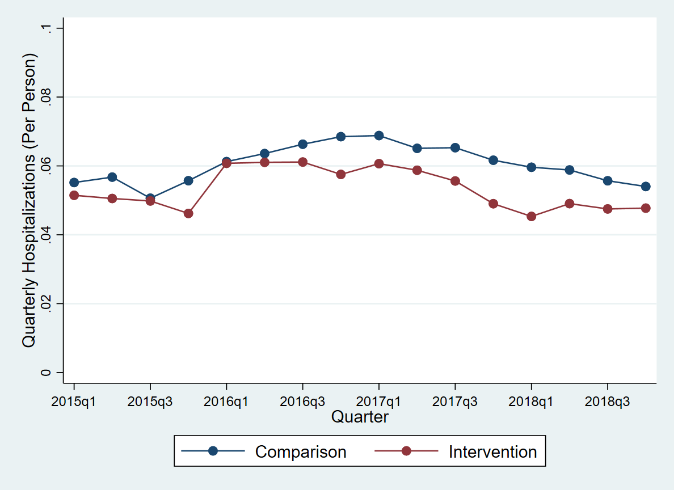 Quarterly Hospitalizations (Per Person)
.1
.08
.06
.04
.02
0
2015q1 2015q3 2016q1 2016q3 2017q1 2017q3 2018q1 2018q3
Quarter
Comparison Intervention